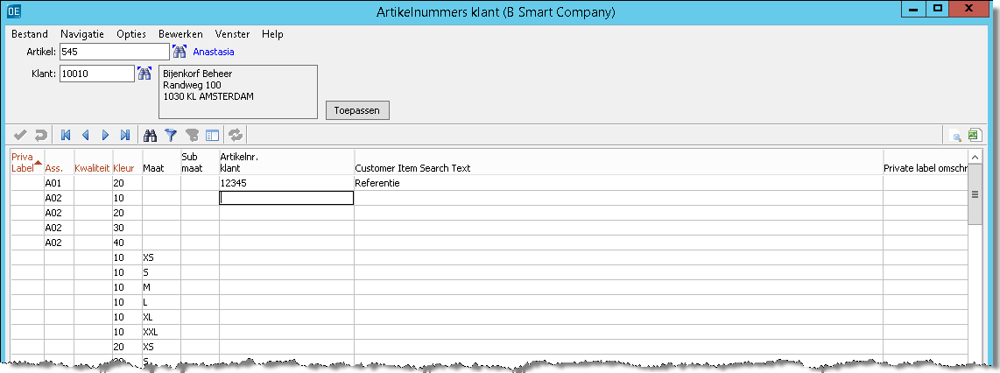 OE
Artikelnummers klant (B Smart Company)
Bestand Navigatie Opties Bewerken Venster Help
Artikel: 545 Anastasia
Klant: 10010
Bijenkorf Beheer
Randweg 100
1030 KL AMSTERDAM
Toepassen
Priva Label Ass. Kwaliteit Kleur Maat Sub maat Artikelnr. klant Customer Item Search Text Private label omschr
A01 20 12345 Referentie
A02 10
A02 20
A02 30
A02 40
10 XS
10 S
10 M
10 L
10 XL
10 XXL
20 XS